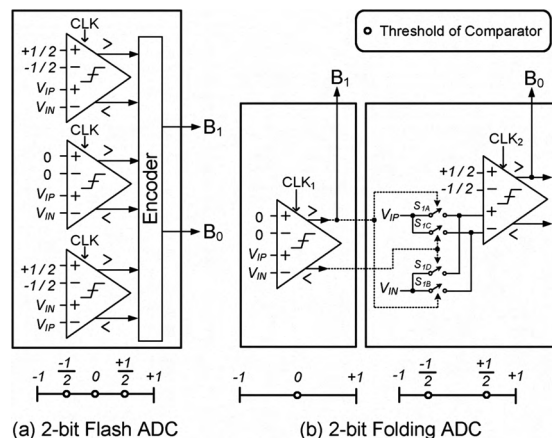 Threshold of Comparator
CLK
+1/2
-1/2
V_IP
V_IN
>
<
CLK
0
0
V_IP
V_IN
>
<
CLK
+1/2
-1/2
V_IN
V_IP
>
<
Encoder
B_1
B_0
-1
-1/2
0
+1/2
+1
(a) 2-bit Flash ADC
B_1
CLK_1
0
0
V_IP
V_IN
>
<
B_0
CLK_2
+1/2
-1/2
>
<
V_IP
S_1A
S_1C
V_IN
S_1D
S_1B
-1
0
+1
-1
-1/2
+1/2
+1
(b) 2-bit Folding ADC